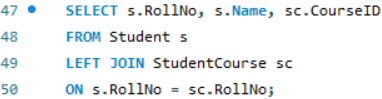 47 SELECT s.RollNo, s.Name, sc.CourseID
48 FROM Student s
49 LEFT JOIN StudentCourse sc
50 ON s.RollNo = sc.RollNo;